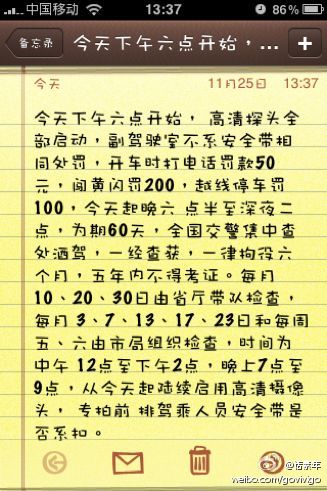 中国移动 13:37 86%
备忘录 今天下午六点开始，... +
今天 11月25日 13:37
今天下午六点开始， 高清探头全
部启动，副驾驶室不系安全带相
同处罚，开车时打电话罚款50
元，闯黄闪罚200，越线停车罚
100，今天起晚六 点半至深夜二
点，为期60天，全国交警集中查
处酒驾，一经查获，一律拘役六
个月，五年内不得考证。每月
10、20、30日由省厅带队检查，
每月 3、7、13、17、23日和每周
五、六由市局组织检查，时间为
中午 12点至下午2点，晚上7点至
9点，从今天起陆续启用高清摄像
头， 专拍前 排驾乘人员安全带是
否系扣。
weibo.com/govivgo